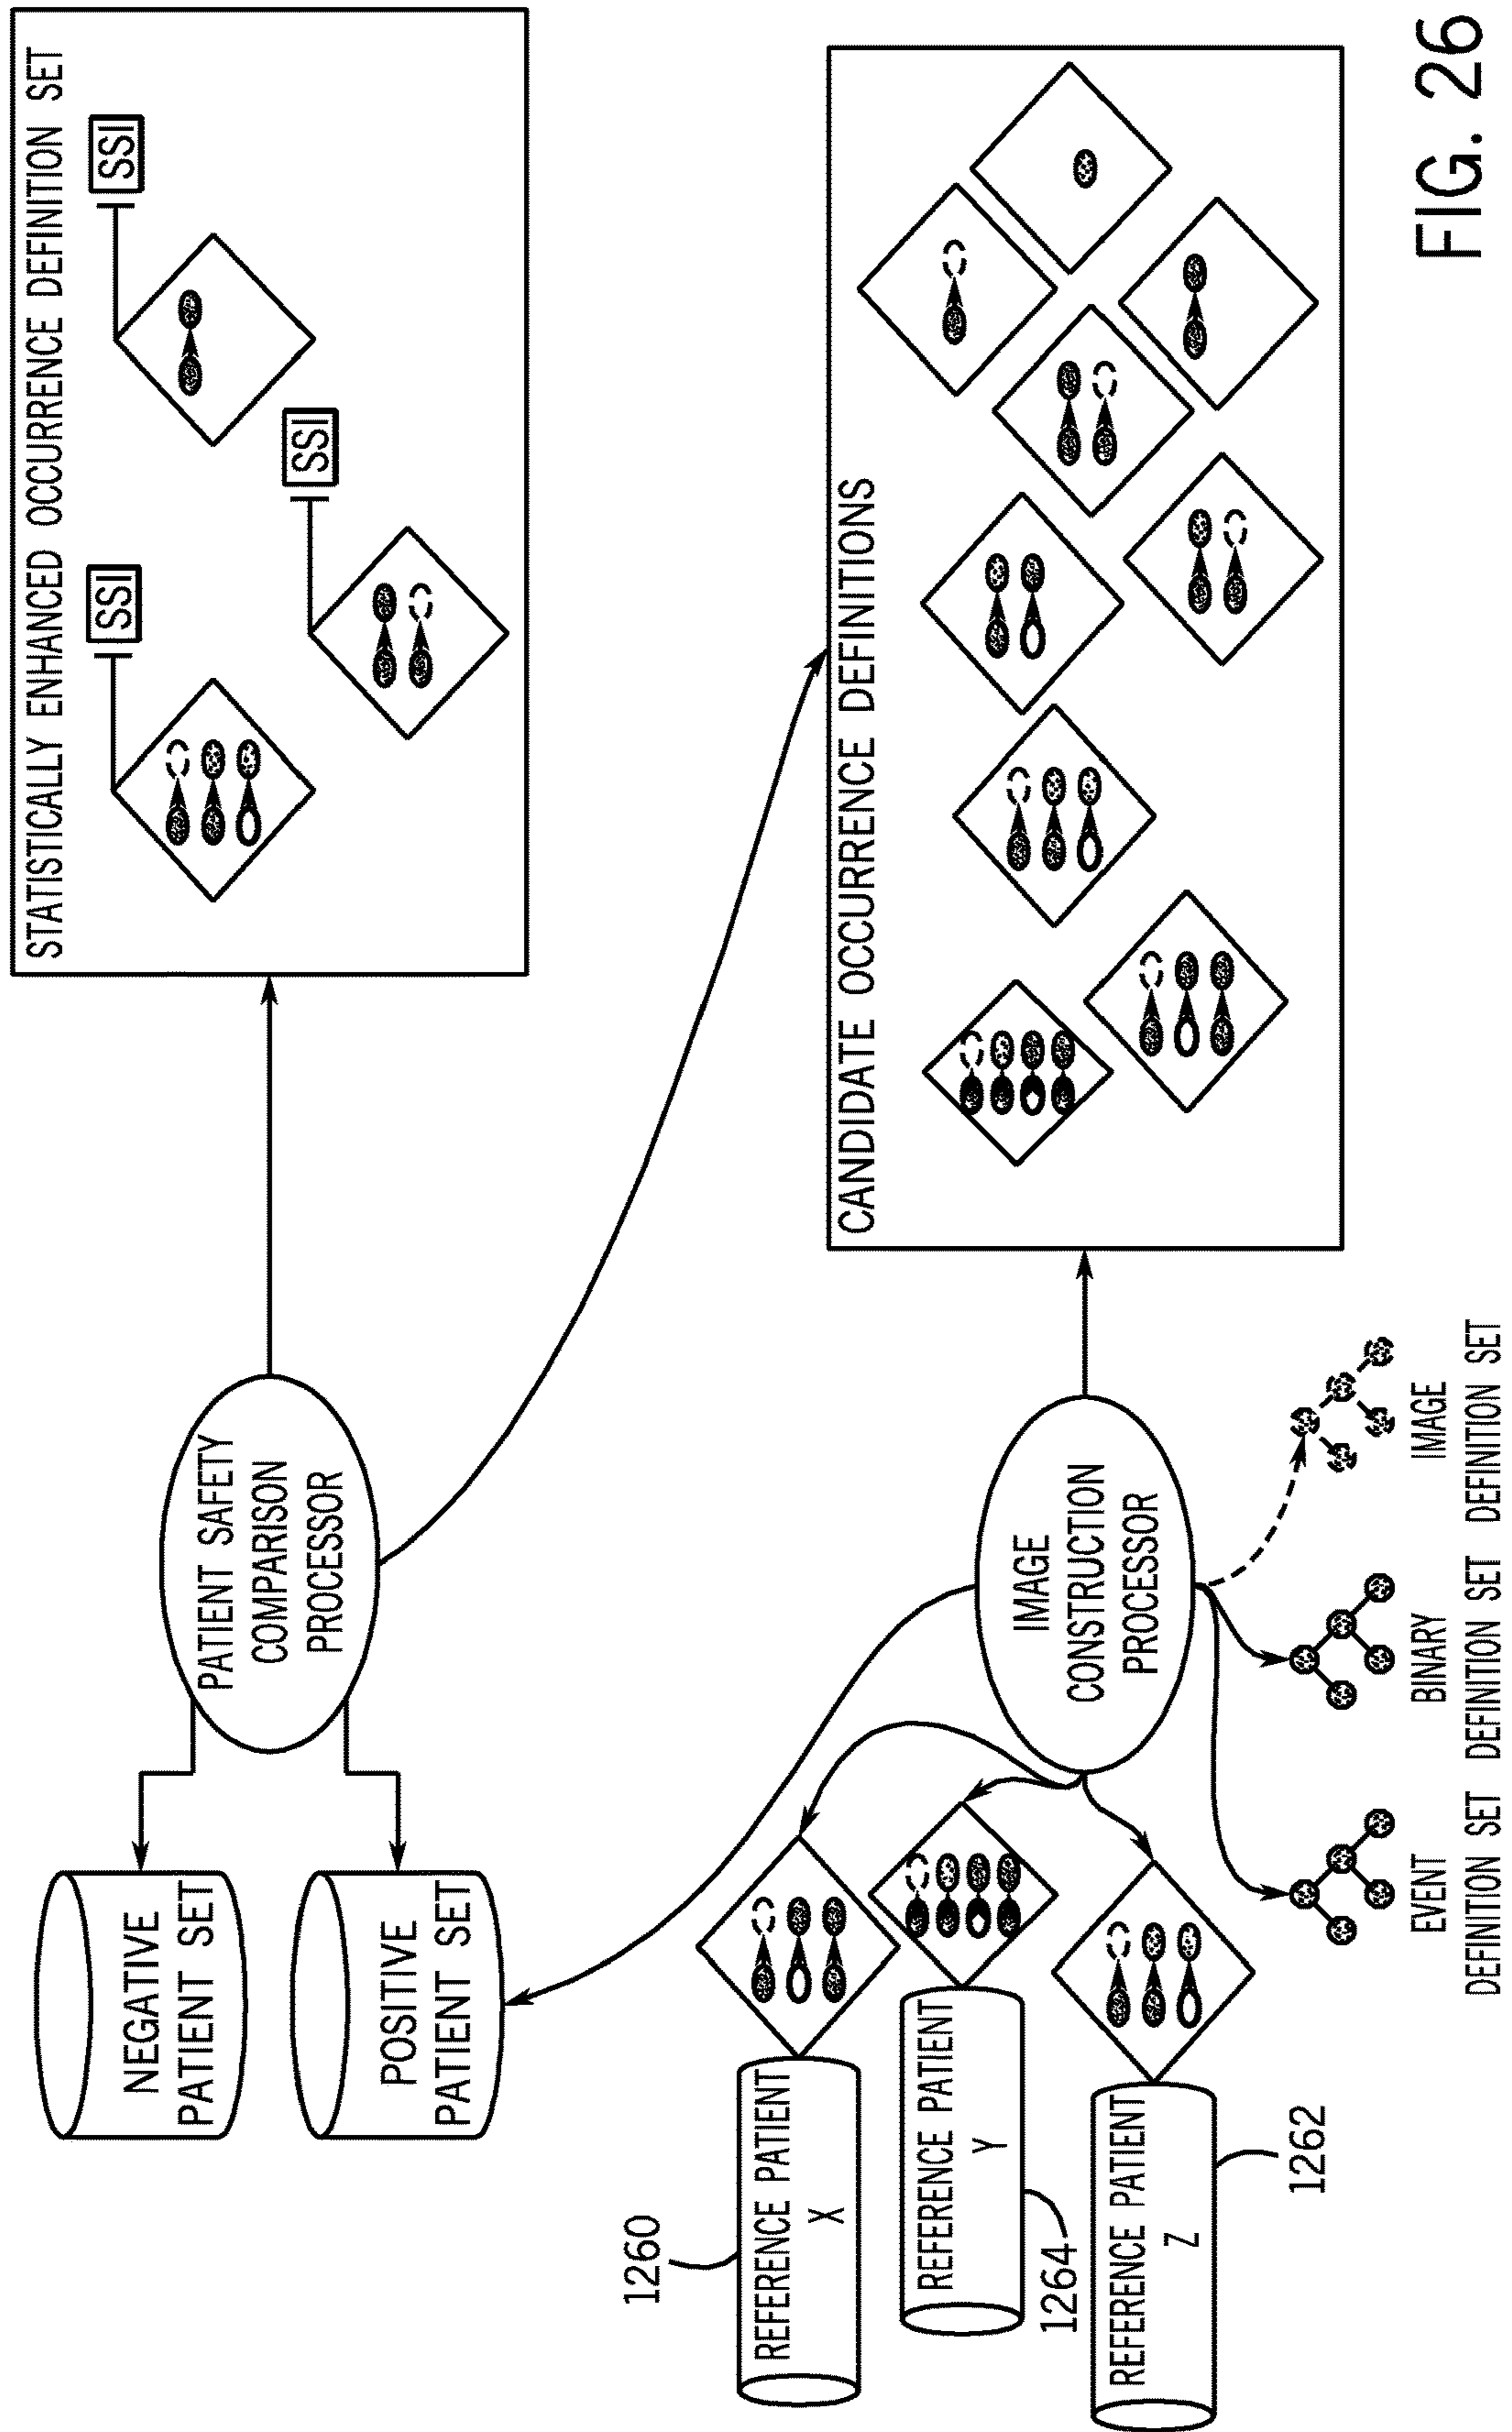 STATISTICALLY ENHANCED OCCURRENCE DEFINITION SET
SSI
SSI
SSI
NEGATIVE
PATIENT SET
POSITIVE
PATIENT SET
PATIENT SAFETY
COMPARISON
PROCESSOR
CANDIDATE OCCURRENCE DEFINITIONS
1260
REFERENCE PATIENT
X
REFERENCE PATIENT
Y
1264
REFERENCE PATIENT
Z
1262
IMAGE
CONSTRUCTION
PROCESSOR
EVENT
DEFINITION SET
BINARY
DEFINITION SET
IMAGE
DEFINITION SET
FIG. 26